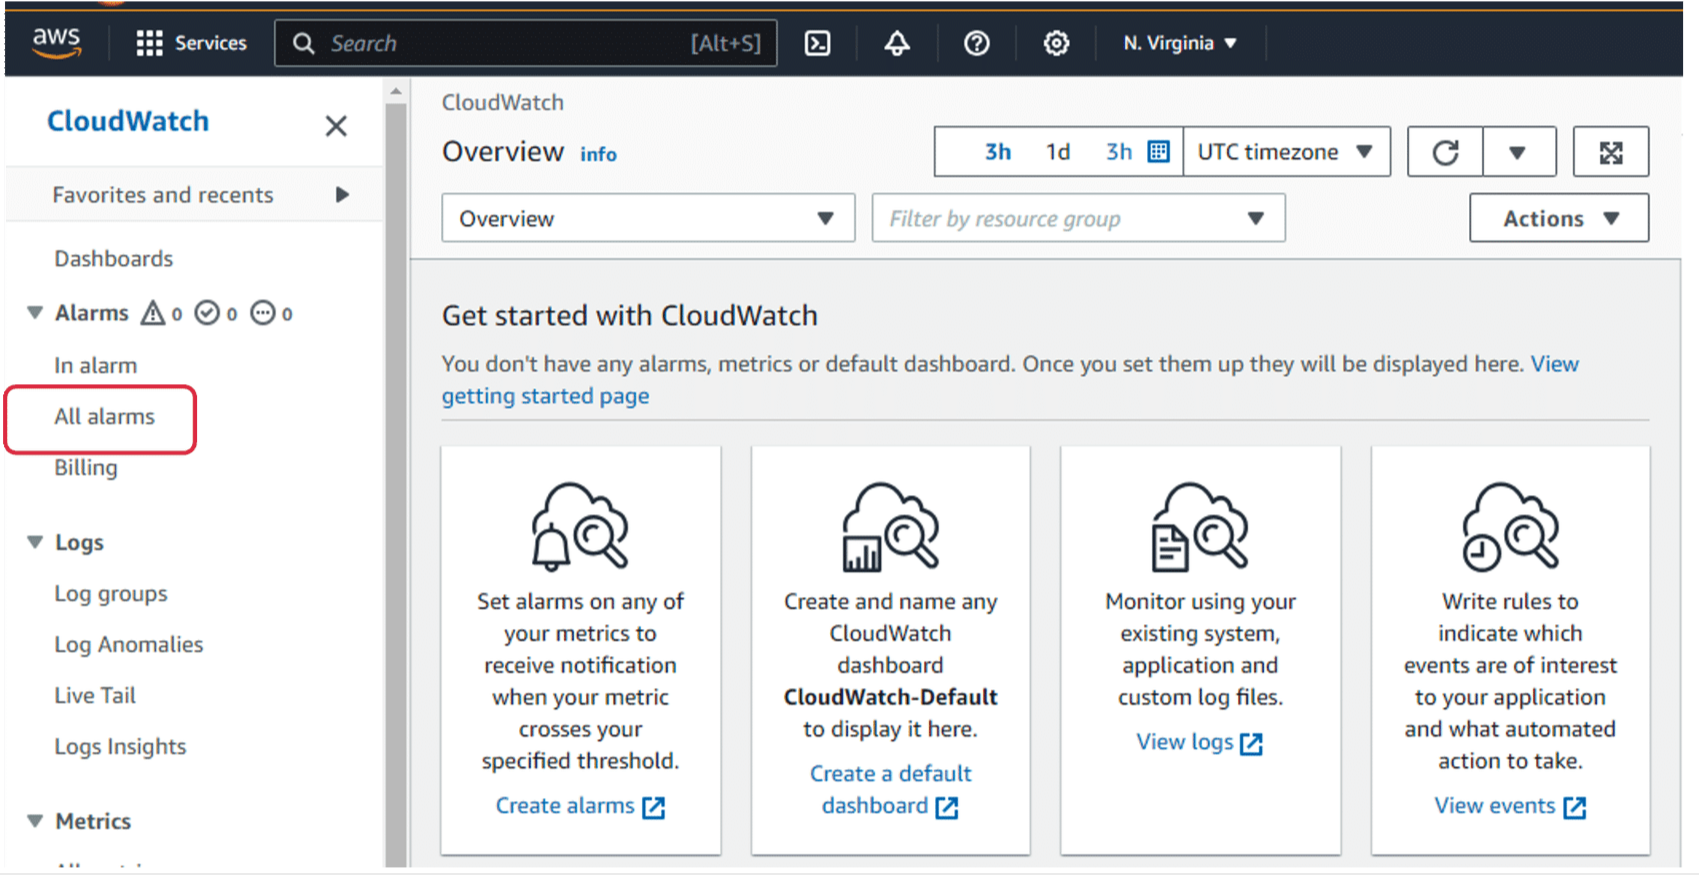 aws
Services
Search
[Alt+S]
N. Virginia
CloudWatch
Favorites and recents
Dashboards
Alarms 0 0 0
In alarm
All alarms
Billing
Logs
Log groups
Log Anomalies
Live Tail
Logs Insights
Metrics
CloudWatch
Overview info
3h 1d 3h UTC timezone
Overview
Filter by resource group
Actions
Get started with CloudWatch
You don't have any alarms, metrics or default dashboard. Once you set them up they will be displayed here. View
getting started page
Set alarms on any of
your metrics to
receive notification
when your metric
crosses your
specified threshold.
Create alarms
Create and name any
CloudWatch
dashboard
CloudWatch-Default
to display it here.
Create a default
dashboard
Monitor using your
existing system,
application and
custom log files.
View logs
Write rules to
indicate which
events are of interest
to your application
and what automated
action to take.
View events